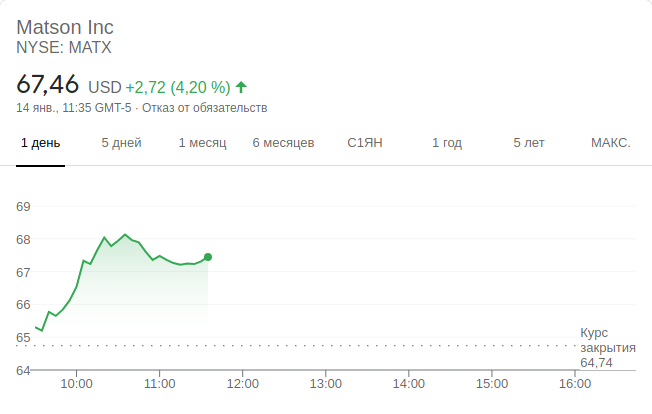 Matson Inc
NYSE: MATX
67,46 USD +2,72 (4,20 %)
14 янв., 11:35 GMT-5 · Отказ от обязательств
1 день 5 дней 1 месяц 6 месяцев С1ЯН 1 год 5 лет МАКС.
69
68
67
66
65
64
Курс
закрытия
64,74
10:00 11:00 12:00 13:00 14:00 15:00 16:00